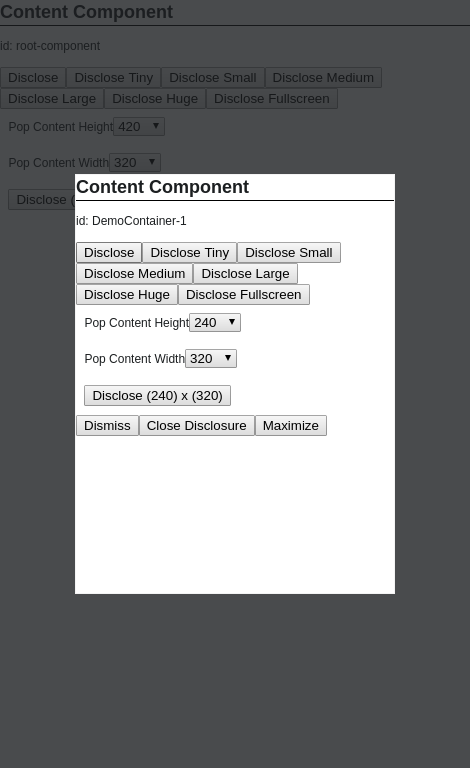 Content Component
id: root-component
Disclose Disclose Tiny Disclose Small Disclose Medium
Disclose Large Disclose Huge Disclose Fullscreen
Pop Content Height 420
Pop Content Width 320
Disclose (
Content Component
id: DemoContainer-1
Disclose Disclose Tiny Disclose Small
Disclose Medium Disclose Large
Disclose Huge Disclose Fullscreen
Pop Content Height 240
Pop Content Width 320
Disclose (240) x (320)
Dismiss Close Disclosure Maximize